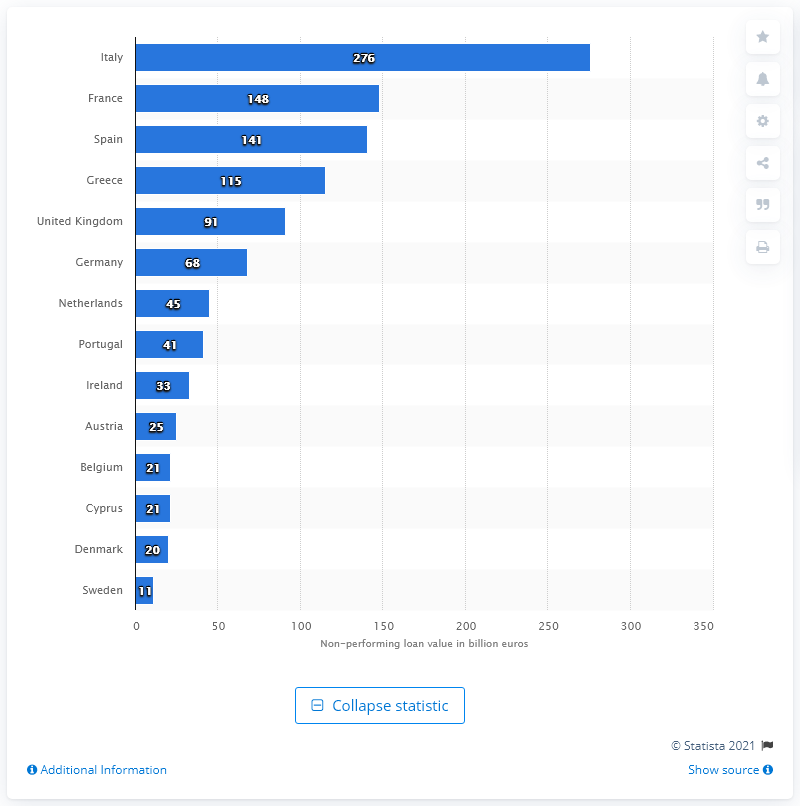 Italy 276
France 148
Spain 141
Greece 115
United Kingdom 91
Germany 68
Netherlands 45
Portugal 41
Ireland 33
Austria 25
Belgium 21
Cyprus 21
Denmark 20
Sweden 11
0 50 100 150 200 250 300 350
Non-performing loan value in billion euros
Collapse statistic
© Statista 2021
Additional Information Show source